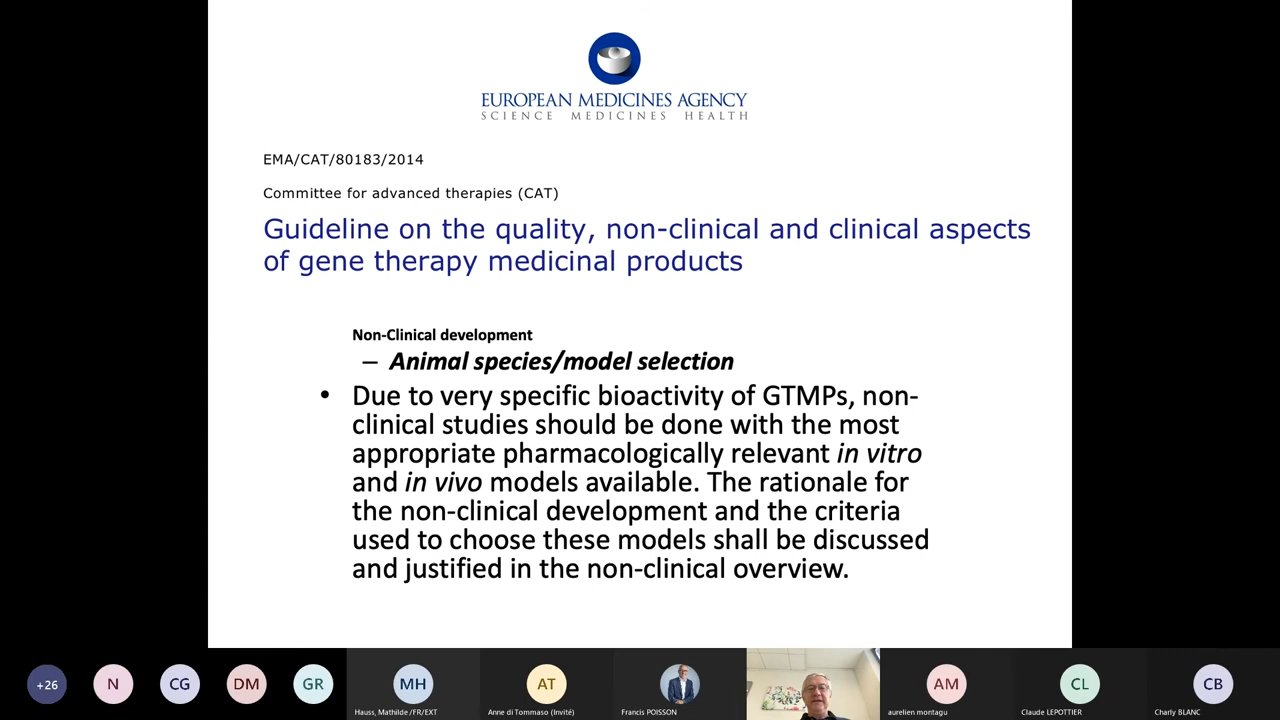 EUROPEAN MEDICINES AGENCY
SCIENCE MEDICINES HEALTH
EMA/CAT/80183/2014
Committee for advanced therapies (CAT)
Guideline on the quality, non-clinical and clinical aspects
of gene therapy medicinal products
Non-Clinical development
– Animal species/model selection
• Due to very specific bioactivity of GTMPs, non-
clinical studies should be done with the most
appropriate pharmacologically relevant in vitro
and in vivo models available. The rationale for
the non-clinical development and the criteria
used to choose these models shall be discussed
and justified in the non-clinical overview.
+26
N
CG
DM
GR
MH
Hauss, Mathilde /FR/EXT
AT
Anne di Tommaso (Invité)
Francis POISSON
AM
aurelien montagu
CL
Claude LEPOTTIER
CB
Charly BLANC